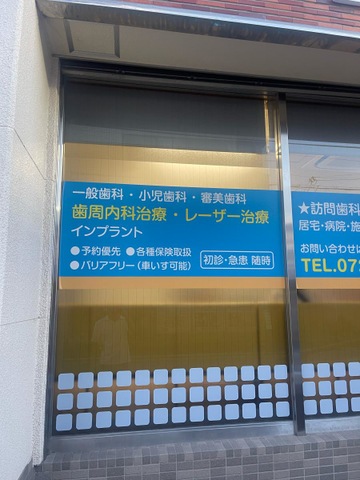 一般歯科・小児歯科・審美歯科
歯周内科治療・レーザー治療
インプラント
●予約優先 ●各種保険取扱
●バリアフリー(車いす可能)
初診・急患 随時
★訪問歯科
居宅・病院・施
お問い合わせは
TEL.07